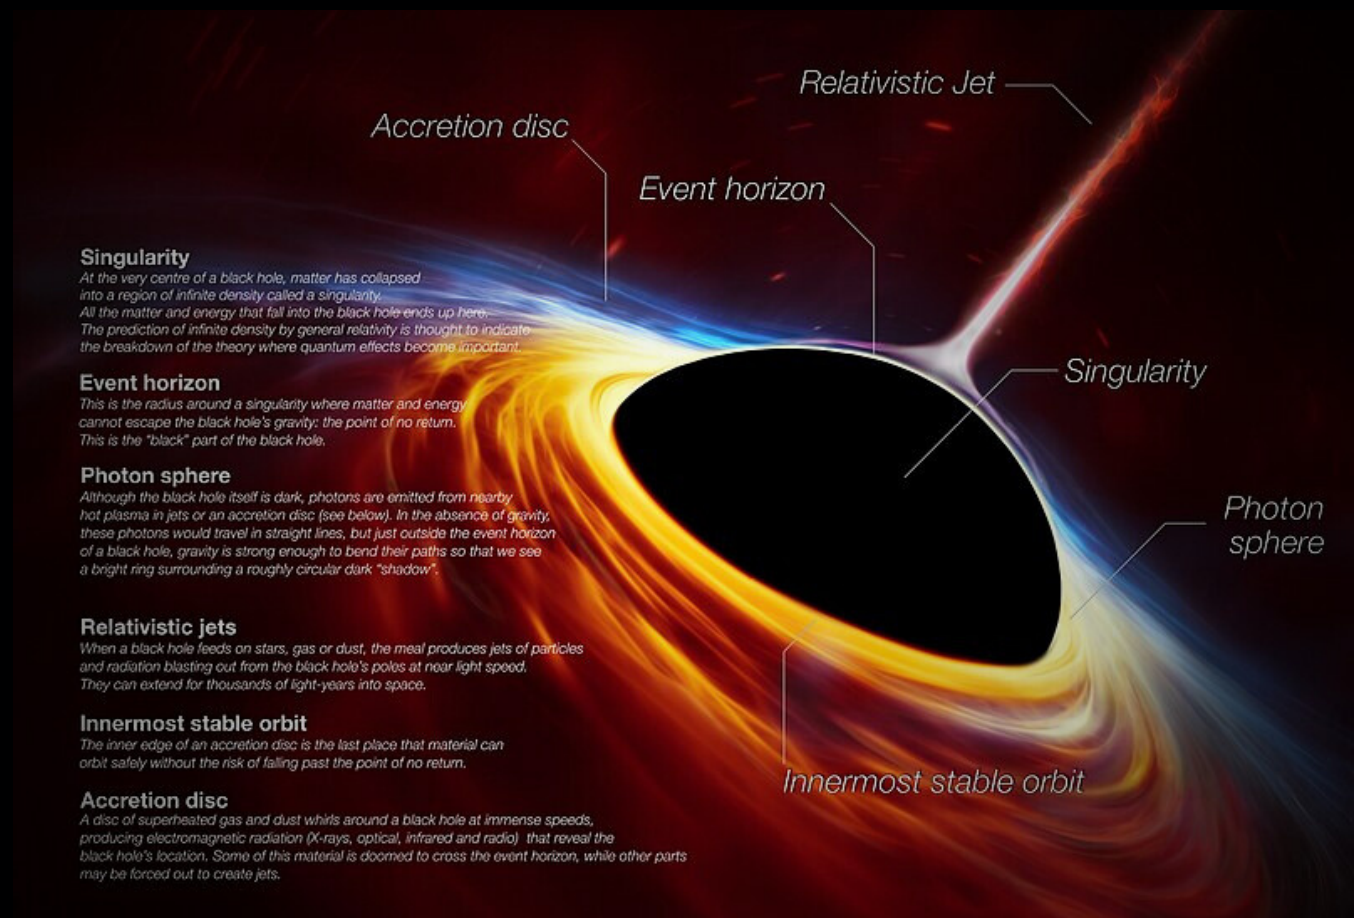 Relativistic Jet
Accretion disc
Event horizon
Singularity
Photon
sphere
Innermost stable orbit
Singularity
At the very centre of a black hole, matter has collapsed
into a region of infinite density called a singularity.
All the matter and energy that fall into the black hole ends up here.
The prediction of infinite density by general relativity is thought to indicate
the breakdown of the theory where quantum effects become important.
Event horizon
This is the radius around a singularity where matter and energy
cannot escape the black hole's gravity: the point of no return.
This is the "black" part of the black hole.
Photon sphere
Although the black hole itself is dark, photons are emitted from nearby
hot plasma in jets or an accretion disc (see below). In the absence of gravity,
these photons would travel in straight lines, but just outside the event horizon
of a black hole, gravity is strong enough to bend their paths so that we see
a bright ring surrounding a roughly circular dark "shadow".
Relativistic jets
When a black hole feeds on stars, gas or dust, the meal produces jets of particles
and radiation blasting out from the black hole's poles at near light speed.
They can extend for thousands of light-years into space.
Innermost stable orbit
The inner edge of an accretion disc is the last place that material can
orbit safely without the risk of falling past the point of no return.
Accretion disc
A disc of superheated gas and dust whirls around a black hole at immense speeds,
producing electromagnetic radiation (X-rays, optical, infrared and radio) that reveal the
black hole's location. Some of this material is doomed to cross the event horizon, while other parts
may be forced out to create jets.